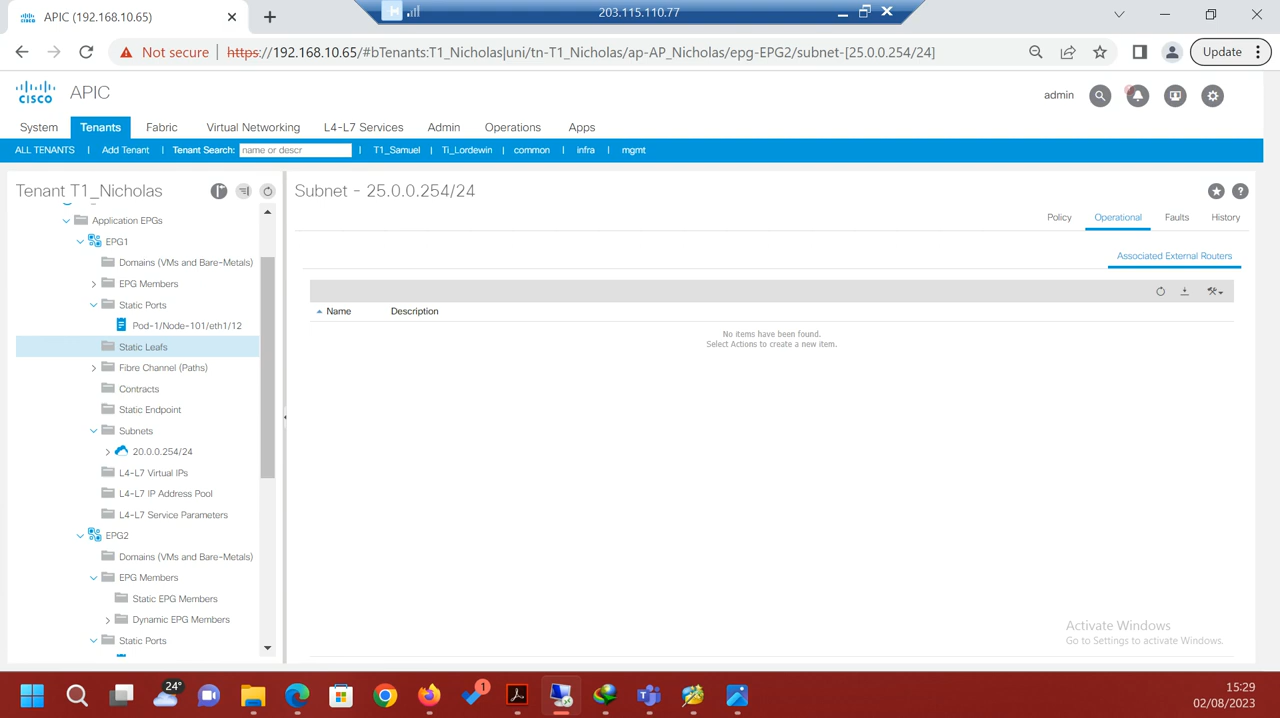 APIC (192.168.10.65)
203.115.110.77
Not secure
https://192.168.10.65/#bTenants:T1_Nicholas|uni/tn-T1_Nicholas/ap-AP_Nicholas/epg-EPG2/subnet-[25.0.0.254/24]
Update
CISCO
APIC
admin
System Tenants Fabric Virtual Networking L4-L7 Services Admin Operations Apps
ALL TENANTS | Add Tenant | Tenant Search: name or descr | T1_Samuel | Ti_Lordewin | common | infra | mgmt
Tenant T1_Nicholas
Application EPGs
EPG1
Domains (VMs and Bare-Metals)
EPG Members
Static Ports
Pod-1/Node-101/eth1/12
Static Leafs
Fibre Channel (Paths)
Contracts
Static Endpoint
Subnets
20.0.0.254/24
L4-L7 Virtual IPs
L4-L7 IP Address Pool
L4-L7 Service Parameters
EPG2
Domains (VMs and Bare-Metals)
EPG Members
Static EPG Members
Dynamic EPG Members
Static Ports
Subnet - 25.0.0.254/24
Policy Operational Faults History
Associated External Routers
Name Description
No items have been found.
Select Actions to create a new item.
Activate Windows
Go to Settings to activate Windows.
24°
1
15:29
02/08/2023